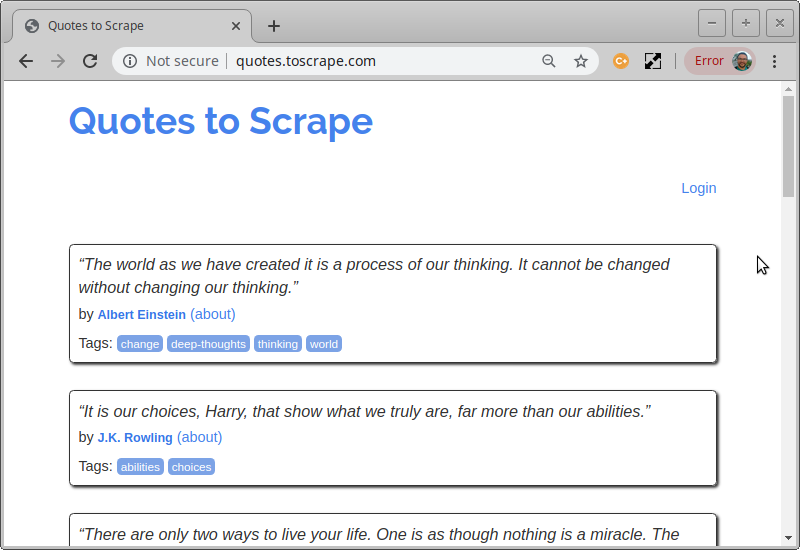 Quotes to Scrape
Not secure | quotes.toscrape.com Error
Quotes to Scrape
Login
“The world as we have created it is a process of our thinking. It cannot be changed
without changing our thinking.”
by Albert Einstein (about)
Tags: change deep-thoughts thinking world
“It is our choices, Harry, that show what we truly are, far more than our abilities.”
by J.K. Rowling (about)
Tags: abilities choices
“There are only two ways to live your life. One is as though nothing is a miracle. The